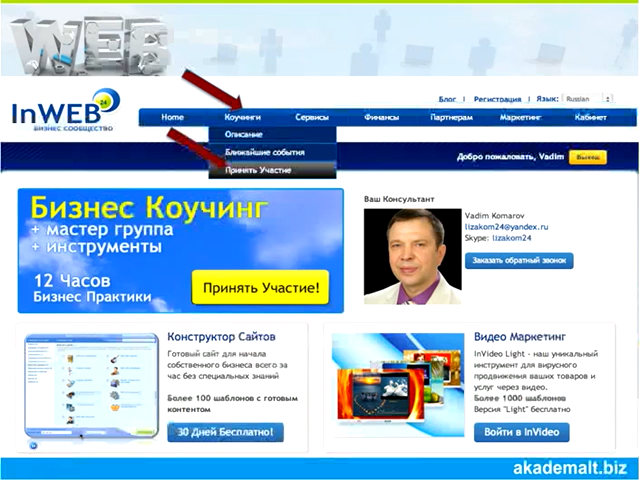 WEB
InWEB 24
БИЗНЕС СООБЩЕСТВО
Блог | Регистрация | Язык: Russian
Home Коучинги Сервисы Финансы Партнерам Маркетинг Кабинет
Описание
Ближайшие события
Принять Участие
Добро пожаловать, Vadim Выход
Бизнес Коучинг
+ мастер группа
+ инструменты
12 Часов
Бизнес Практики
Принять Участие!
Ваш Консультант
Vadim Komarov
lizakom24@yandex.ru
Skype: lizakom24
Заказать обратный звонок
Конструктор Сайтов
Готовый сайт для начала
собственного бизнеса всего за
час без специальных знаний
Более 100 шаблонов с готовым
контентом
30 Дней Бесплатно!
Видео Маркетинг
InVideo Light - наш уникальный
инструмент для вирусного
продвижения ваших товаров и
услуг через видео.
Более 1000 шаблонов
Версия "Light" бесплатно
Войти в InVideo
akademalt.biz